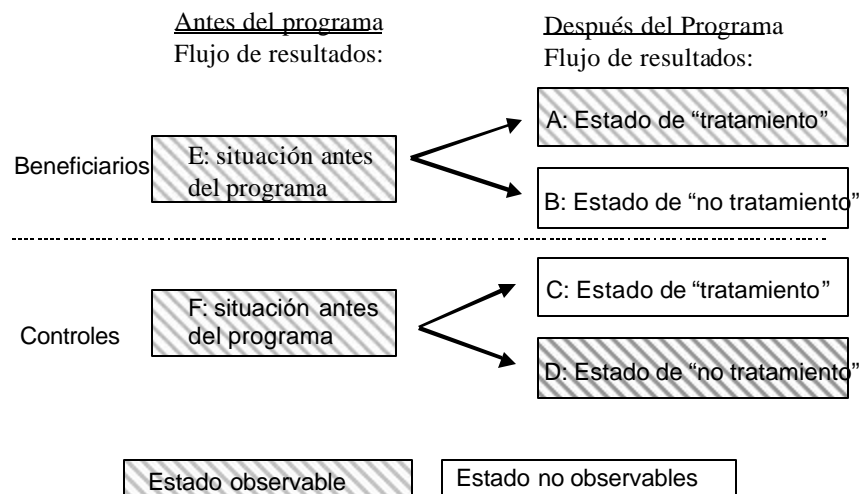 Antes del programa
Flujo de resultados:
Después del Programa
Flujo de resultados:
Beneficiarios
E: situación antes
del programa
A: Estado de “tratamiento”
B: Estado de “no tratamiento”
Controles
F: situación antes
del programa
C: Estado de “tratamiento”
D: Estado de “no tratamiento”
Estado observable
Estado no observables